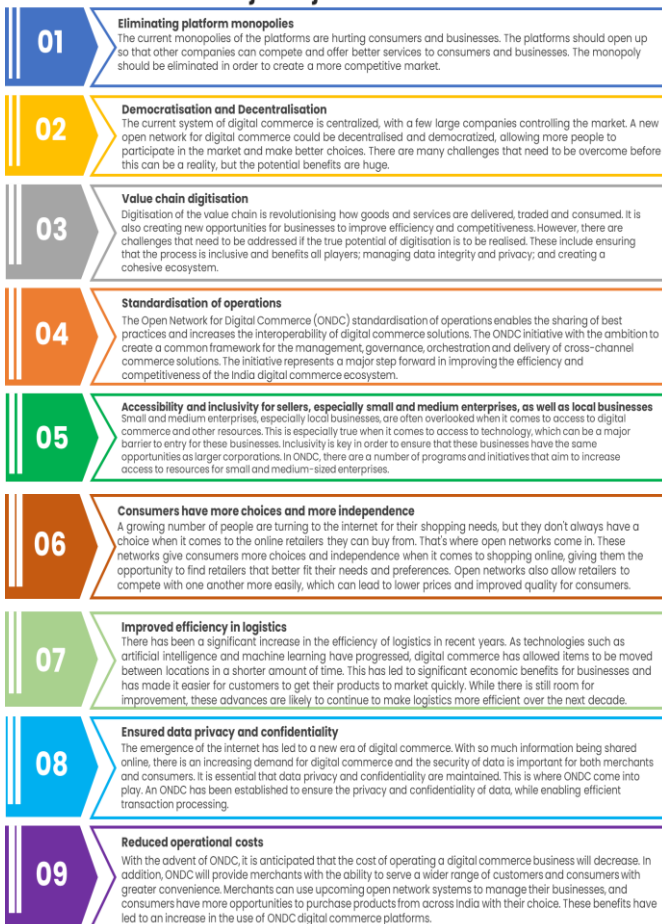 01
Eliminating platform monopolies
The current monopolies of the platforms are hurting consumers and businesses. The platforms should open up
so that other companies can compete and offer better services to consumers and businesses. The monopoly
should be eliminated in order to create a more competitive market.
02
Democratisation and Decentralisation
The current system of digital commerce is centralized, with a few large companies controlling the market. A new
open network for digital commerce could be decentralised and democratized, allowing more people to
participate in the market and make better choices. There are many challenges that need to be overcome before
this can be a reality, but the potential benefits are huge.
03
Value chain digitisation
Digitisation of the value chain is revolutionising how goods and services are delivered, traded and consumed. It is
also creating new opportunities for businesses to improve efficiency and competitiveness. However, there are
challenges that need to be addressed if the true potential of digitisation is to be realised. These include ensuring
that the process is inclusive and benefits all players; managing data integrity and privacy; and creating a
cohesive ecosystem.
04
Standardisation of operations
The Open Network for Digital Commerce (ONDC) standardisation of operations enables the sharing of best
practices and increases the interoperability of digital commerce solutions. The ONDC initiative with the ambition to
create a common framework for the management, governance, orchestration and delivery of cross-channel
commerce solutions. The initiative represents a major step forward in improving the efficiency and
competitiveness of the India digital commerce ecosystem.
05
Accessibility and inclusivity for sellers, especially small and medium enterprises, as well as local businesses
Small and medium enterprises, especially local businesses, are often overlooked when it comes to access to digital
commerce and other resources. This is especially true when it comes to access to technology, which can be a major
barrier to entry for these businesses. Inclusivity is key in order to ensure that these businesses have the same
opportunities as larger corporations. In ONDC, there are a number of programs and initiatives that aim to increase
access to resources for small and medium-sized enterprises.
06
Consumers have more choices and more independence
A growing number of people are turning to the internet for their shopping needs, but they don't always have a
choice when it comes to the online retailers they can buy from. That's where open networks come in. These
networks give consumers more choices and independence when it comes to shopping online, giving them the
opportunity to find retailers that better fit their needs and preferences. Open networks also allow retailers to
compete with one another more easily, which can lead to lower prices and improved quality for consumers.
07
Improved efficiency in logistics
There has been a significant increase in the efficiency of logistics in recent years. As technologies such as
artificial intelligence and machine learning have progressed, digital commerce has allowed items to be moved
between locations in a shorter amount of time. This has led to significant economic benefits for businesses and
has made it easier for customers to get their products to market quickly. While there is still room for
improvement, these advances are likely to continue to make logistics more efficient over the next decade.
08
Ensured data privacy and confidentiality
The emergence of the internet has led to a new era of digital commerce. With so much information being shared
online, there is an increasing demand for digital commerce and the security of data is important for both merchants
and consumers. It is essential that data privacy and confidentiality are maintained. This is where ONDC come into
play. An ONDC has been established to ensure the privacy and confidentiality of data, while enabling efficient
transaction processing.
09
Reduced operational costs
With the advent of ONDC, it is anticipated that the cost of operating a digital commerce business will decrease. In
addition, ONDC will provide merchants with the ability to serve a wider range of customers and consumers with
greater convenience. Merchants can use upcoming open network systems to manage their businesses, and
consumers have more opportunities to purchase products from across India with their choice. These benefits have
led to an increase in the use of ONDC digital commerce platforms.